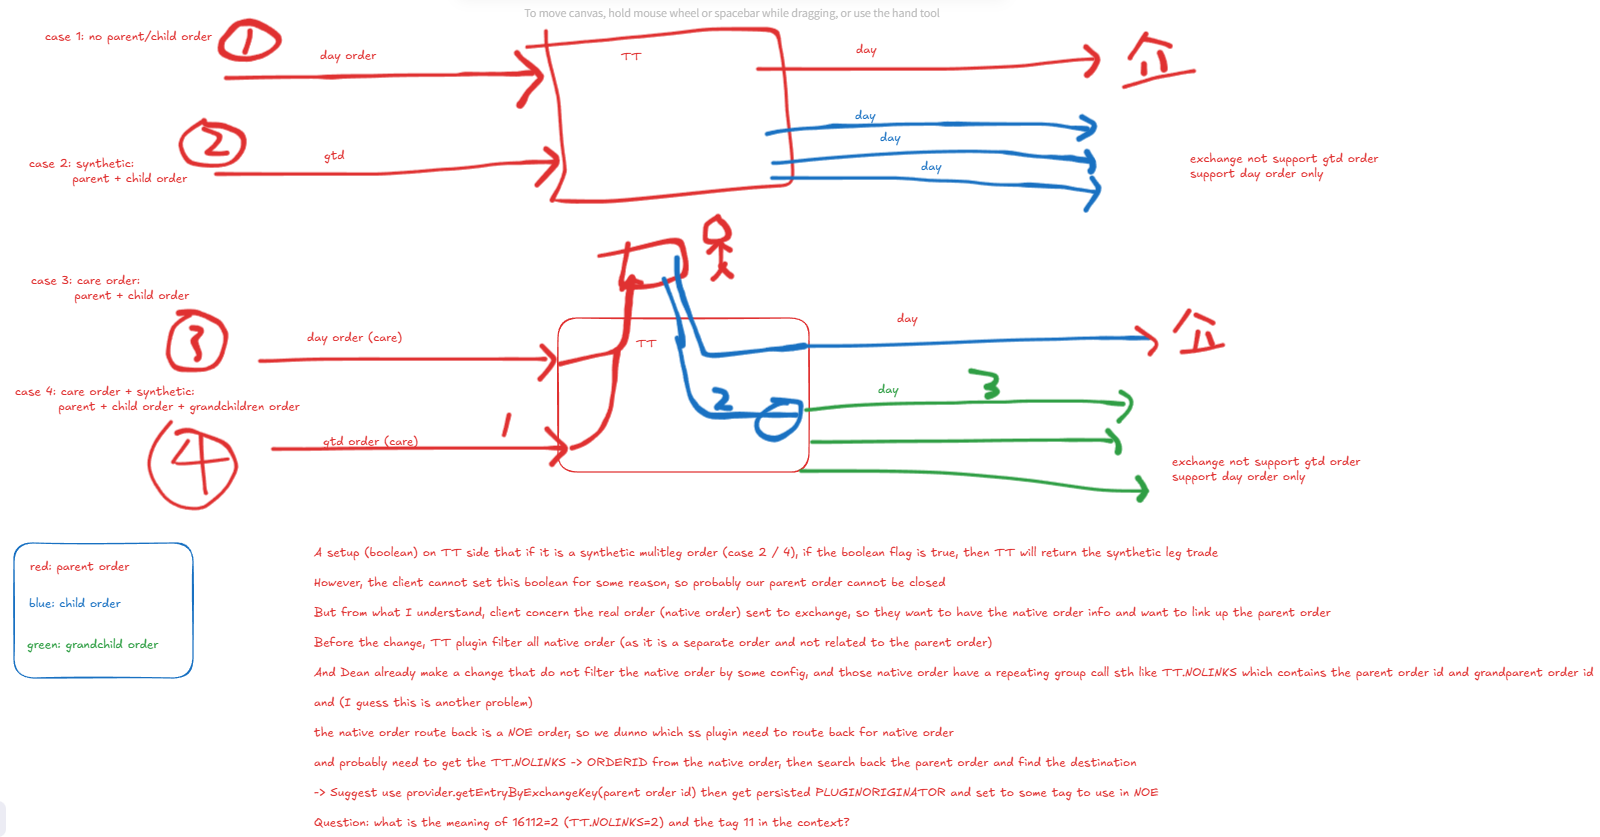 To move canvas, hold mouse wheel or spacebar while dragging, or use the hand tool
case 1: no parent/child order
1
day order
TT
day
2
gtd
case 2: synthetic:
parent + child order
day
day
day
exchange not support gtd order
support day order only
case 3: care order:
parent + child order
3
day order (care)
TT
day
case 4: care order + synthetic:
parent + child order + grandchildren order
4
gtd order (care)
1
2
day
3
exchange not support gtd order
support day order only
red: parent order
blue: child order
green: grandchild order
A setup (boolean) on TT side that if it is a synthetic mulitleg order (case 2 / 4), if the boolean flag is true, then TT will return the synthetic leg trade
However, the client cannot set this boolean for some reason, so probably our parent order cannot be closed
But from what I understand, client concern the real order (native order) sent to exchange, so they want to have the native order info and want to link up the parent order
Before the change, TT plugin filter all native order (as it is a separate order and not related to the parent order)
And Dean already make a change that do not filter the native order by some config, and those native order have a repeating group call sth like TT.NOLINKS which contains the parent order id and grandparent order id
and (I guess this is another problem)
the native order route back is a NOE order, so we dunno which ss plugin need to route back for native order
and probably need to get the TT.NOLINKS -> ORDERID from the native order, then search back the parent order and find the destination
-> Suggest use provider.getEntryByExchangeKey(parent order id) then get persisted PLUGINORIGINATOR and set to some tag to use in NOE
Question: what is the meaning of 16112=2 (TT.NOLINKS=2) and the tag 11 in the context?